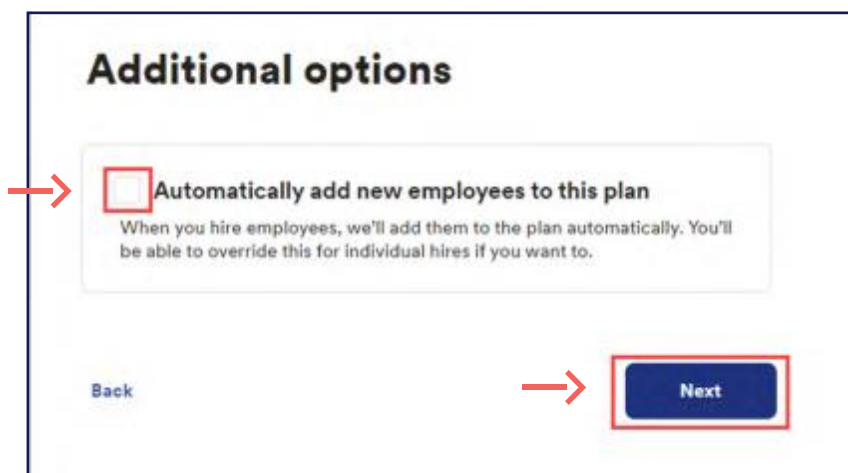 Additional options
Automatically add new employees to this plan
When you hire employees, we'll add them to the plan automatically. You'll
be able to override this for individual hires if you want to.
Back
Next